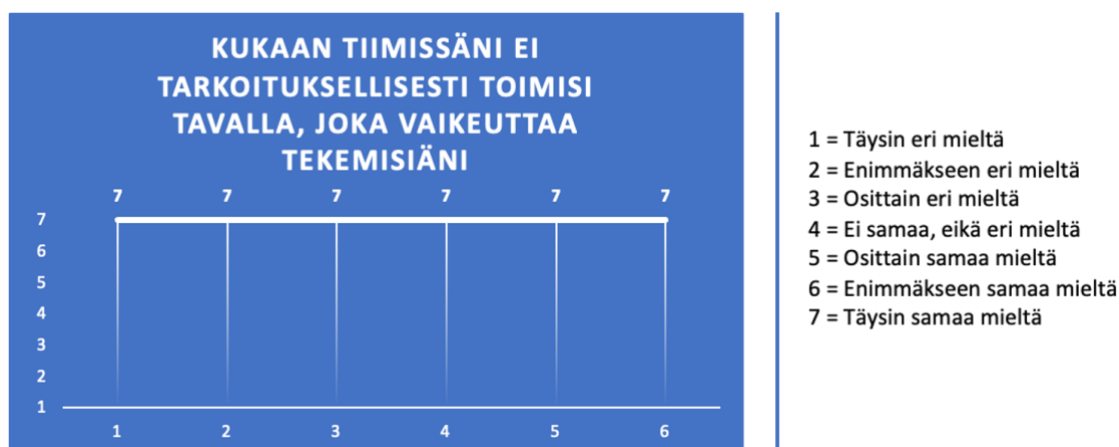 KUKAAN TIIMISSÄNI EI
TARKOITUKSELLISESTI TOIMISI
TAVALLA, JOKA VAIKEUTTAA
TEKEMISIÄNI
7 7 7 7 7 7
7
6
5
4
3
2
1
1 2 3 4 5 6
1 = Täysin eri mieltä
2 = Enimmäkseen eri mieltä
3 = Osittain eri mieltä
4 = Ei samaa, eikä eri mieltä
5 = Osittain samaa mieltä
6 = Enimmäkseen samaa mieltä
7 = Täysin samaa mieltä